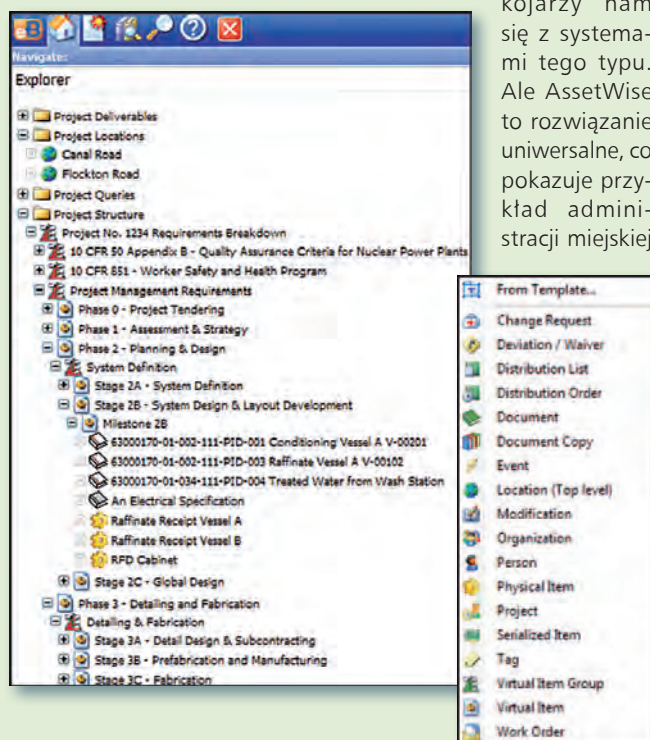 kojarzy nam
się z systema-
mi tego typu.
Ale AssetWise
to rozwiązanie
uniwersalne, co
pokazuje przy-
kład admini-
stracji miejskiej
eB
Navigate:
Explorer
Project Deliverables
Project Locations
Canal Road
Flockton Road
Project Queries
Project Structure
Project No. 1234 Requirements Breakdown
10 CFR 50 Appendix B - Quality Assurance Criteria for Nuclear Power Plants
10 CFR 851 - Worker Safety and Health Program
Project Management Requirements
Phase 0 - Project Tendering
Phase 1 - Assessment & Strategy
Phase 2 - Planning & Design
System Definition
Stage 2A - System Definition
Stage 2B - System Design & Layout Development
Milestone 2B
63000170-01-002-111-PID-001 Conditioning Vessel A V-00201
63000170-01-002-111-PID-003 Raffinate Vessel A V-00102
63000170-01-034-111-PID-004 Treated Water from Wash Station
An Electrical Specification
Raffinate Receipt Vessel A
Raffinate Receipt Vessel B
RFD Cabinet
Stage 2C - Global Design
Phase 3 - Detailing and Fabrication
Detailing & Fabrication
Stage 3A - Detail Design & Subcontracting
Stage 3B - Prefabrication and Manufacturing
Stage 3C - Fabrication
From Template...
Change Request
Deviation / Waiver
Distribution List
Distribution Order
Document
Document Copy
Event
Location (Top level)
Modification
Organization
Person
Physical Item
Project
Serialized Item
Tag
Virtual Item Group
Virtual Item
Work Order